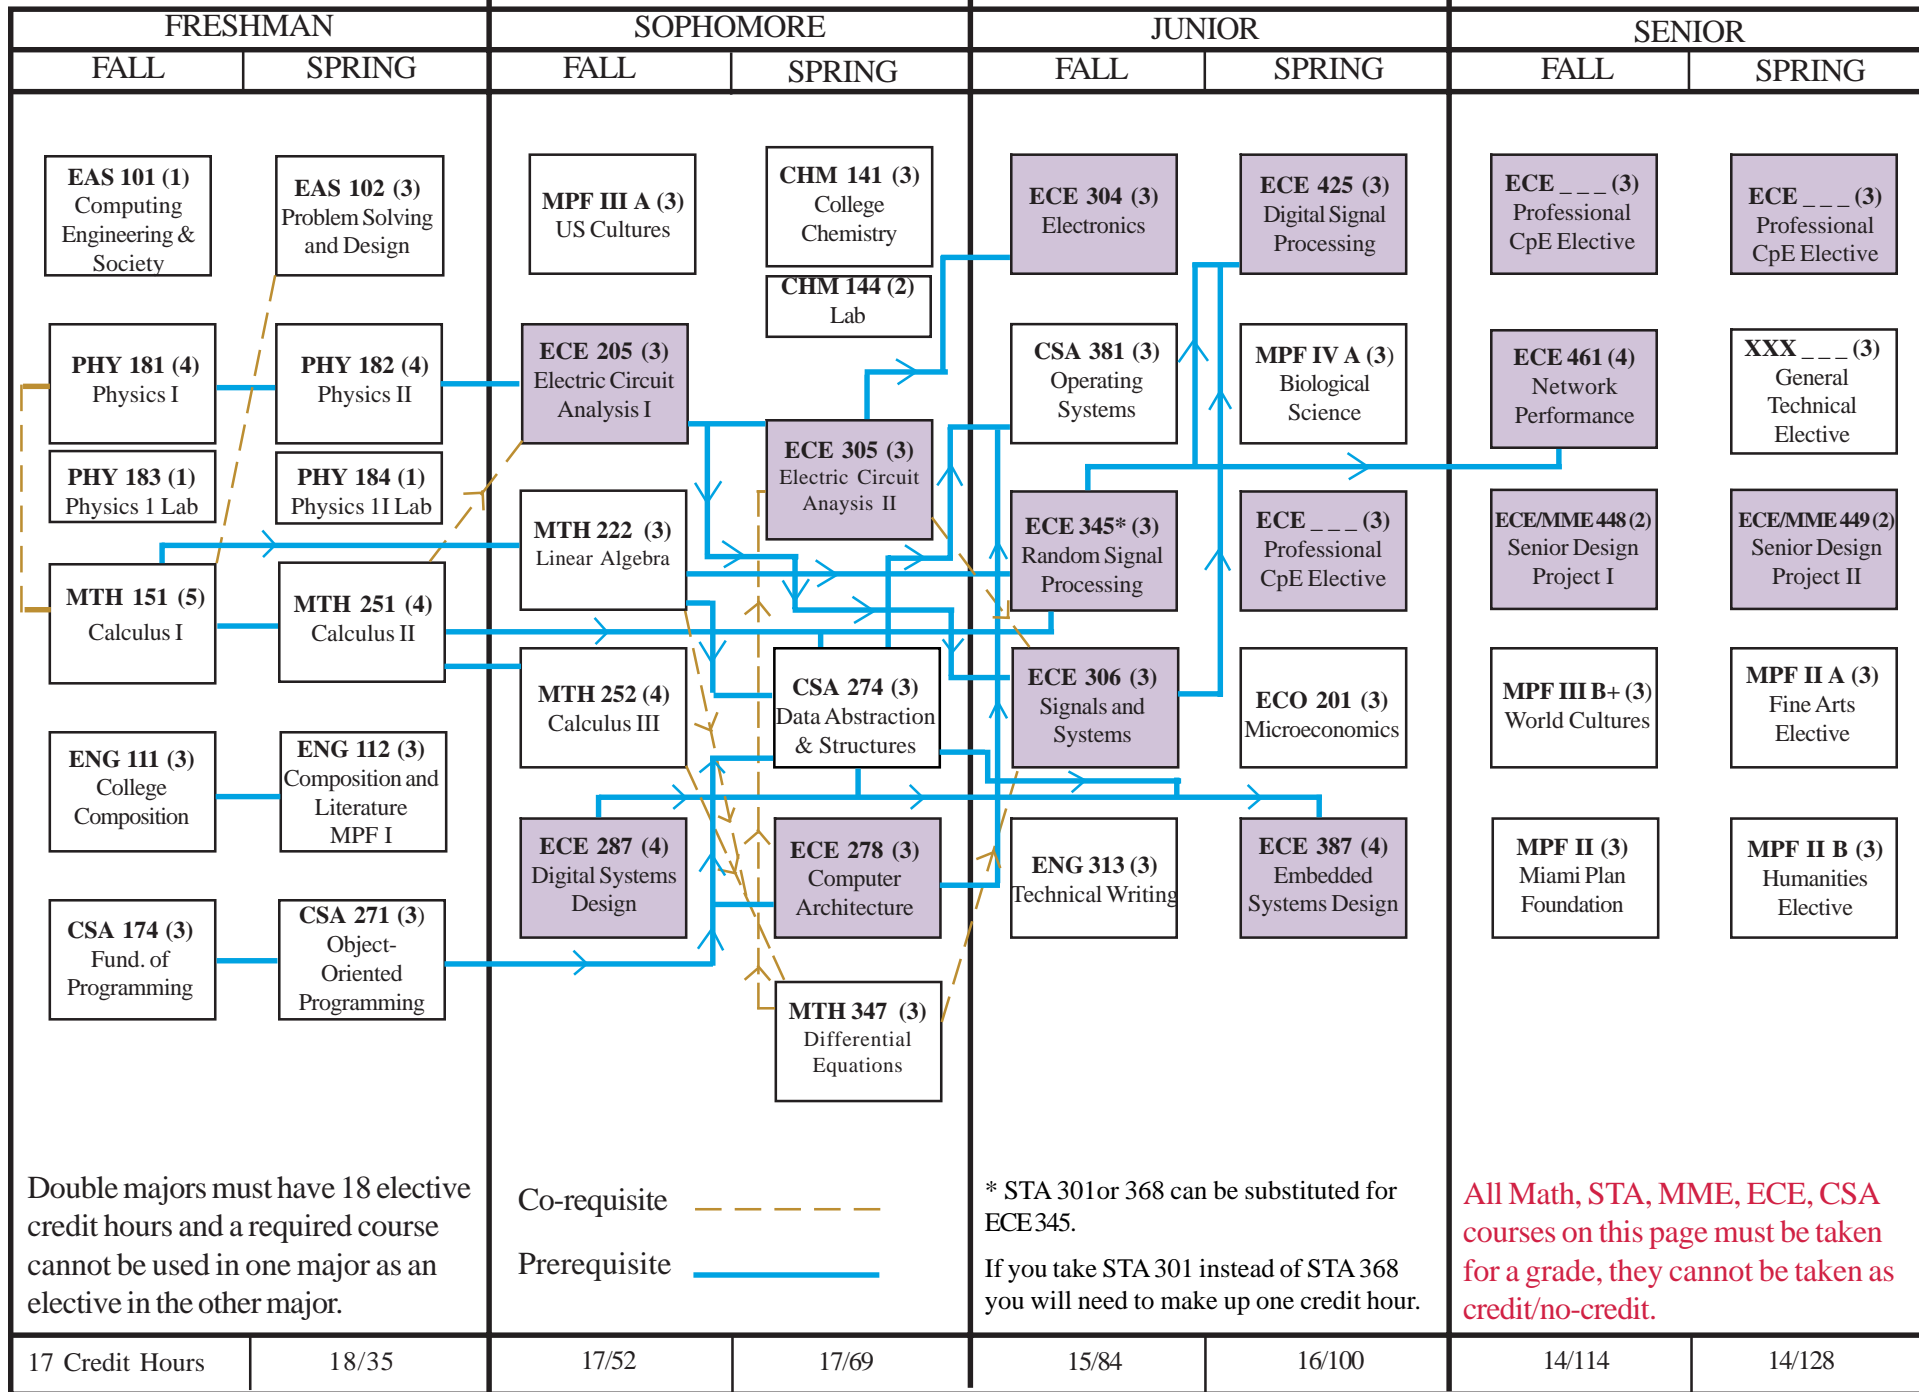 FRESHMAN
SOPHOMORE
JUNIOR
SENIOR
FALL
SPRING
FALL
SPRING
FALL
SPRING
FALL
SPRING
EAS 101 (1)
Computing
Engineering &
Society
PHY 181 (4)
Physics I
PHY 183 (1)
Physics 1 Lab
MTH 151 (5)
Calculus I
ENG 111 (3)
College
Composition
CSA 174 (3)
Fund. of
Programming
EAS 102 (3)
Problem Solving
and Design
PHY 182 (4)
Physics II
PHY 184 (1)
Physics 1I Lab
MTH 251 (4)
Calculus II
ENG 112 (3)
Composition and
Literature
MPF I
CSA 271 (3)
Object-
Oriented
Programming
MPF III A (3)
US Cultures
ECE 205 (3)
Electric Circuit
Analysis I
MTH 222 (3)
Linear Algebra
MTH 252 (4)
Calculus III
ECE 287 (4)
Digital Systems
Design
CHM 141 (3)
College
Chemistry
CHM 144 (2)
Lab
ECE 305 (3)
Electric Circuit
Anaysis II
CSA 274 (3)
Data Abstraction
& Structures
ECE 278 (3)
Computer
Architecture
MTH 347 (3)
Differential
Equations
ECE 304 (3)
Electronics
CSA 381 (3)
Operating
Systems
ECE 345* (3)
Random Signal
Processing
ECE 306 (3)
Signals and
Systems
ENG 313 (3)
Technical Writing
ECE 425 (3)
Digital Signal
Processing
MPF IV A (3)
Biological
Science
ECE _ _ _ (3)
Professional
CpE Elective
ECO 201 (3)
Microeconomics
ECE 387 (4)
Embedded
Systems Design
ECE _ _ _ (3)
Professional
CpE Elective
ECE 461 (4)
Network
Performance
ECE/MME 448 (2)
Senior Design
Project I
MPF III B+ (3)
World Cultures
MPF II (3)
Miami Plan
Foundation
ECE _ _ _ (3)
Professional
CpE Elective
XXX _ _ _ (3)
General
Technical
Elective
ECE/MME 449 (2)
Senior Design
Project II
MPF II A (3)
Fine Arts
Elective
MPF II B (3)
Humanities
Elective
Double majors must have 18 elective
credit hours and a required course
cannot be used in one major as an
elective in the other major.
Co-requisite
Prerequisite
* STA 301or 368 can be substituted for
ECE 345.
If you take STA 301 instead of STA 368
you will need to make up one credit hour.
All Math, STA, MME, ECE, CSA
courses on this page must be taken
for a grade, they cannot be taken as
credit/no-credit.
17 Credit Hours
18/35
17/52
17/69
15/84
16/100
14/114
14/128